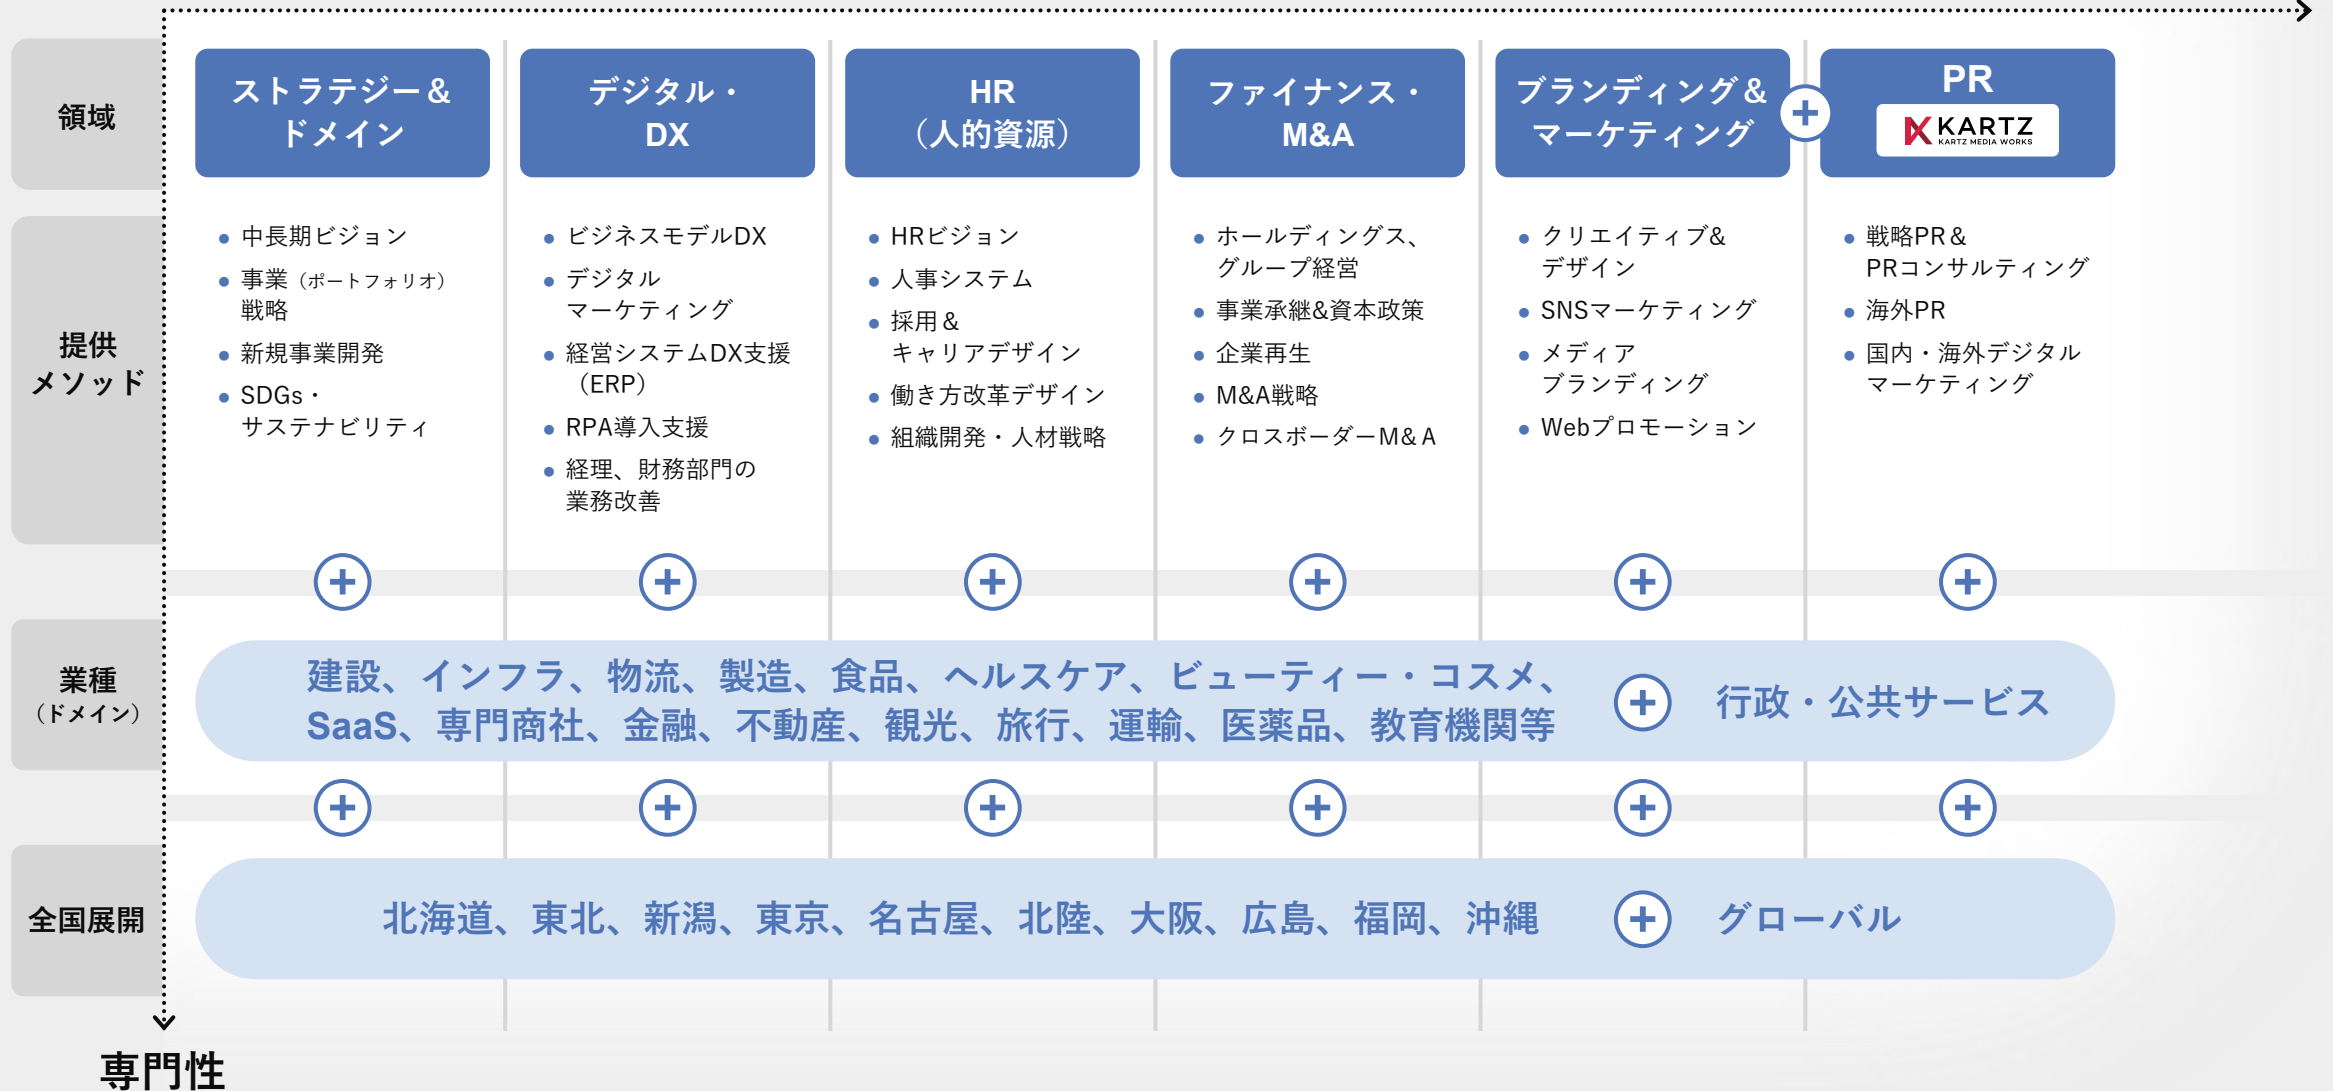 領域
ストラテジー＆
ドメイン
デジタル・
DX
HR
（人的資源）
ファイナンス・
M&A
ブランディング＆
マーケティング
PR
KARTZ
KARTZ MEDIA WORKS
提供
メソッド
中長期ビジョン
事業（ポートフォリオ）
戦略
新規事業開発
SDGs・
サステナビリティ
ビジネスモデルDX
デジタル
マーケティング
経営システムDX支援
（ERP）
RPA導入支援
経理、財務部門の
業務改善
HRビジョン
人事システム
採用＆
キャリアデザイン
働き方改革デザイン
組織開発・人材戦略
ホールディングス、
グループ経営
事業承継&資本政策
企業再生
M&A戦略
クロスボーダーM&A
クリエイティブ&
デザイン
SNSマーケティング
メディア
ブランディング
Webプロモーション
戦略PR＆
PRコンサルティング
海外PR
国内・海外デジタル
マーケティング
業種
（ドメイン）
建設、インフラ、物流、製造、食品、ヘルスケア、ビューティー・コスメ、
SaaS、専門商社、金融、不動産、観光、旅行、運輸、医薬品、教育機関等
行政・公共サービス
全国展開
北海道、東北、新潟、東京、名古屋、北陸、大阪、広島、福岡、沖縄
グローバル
専門性